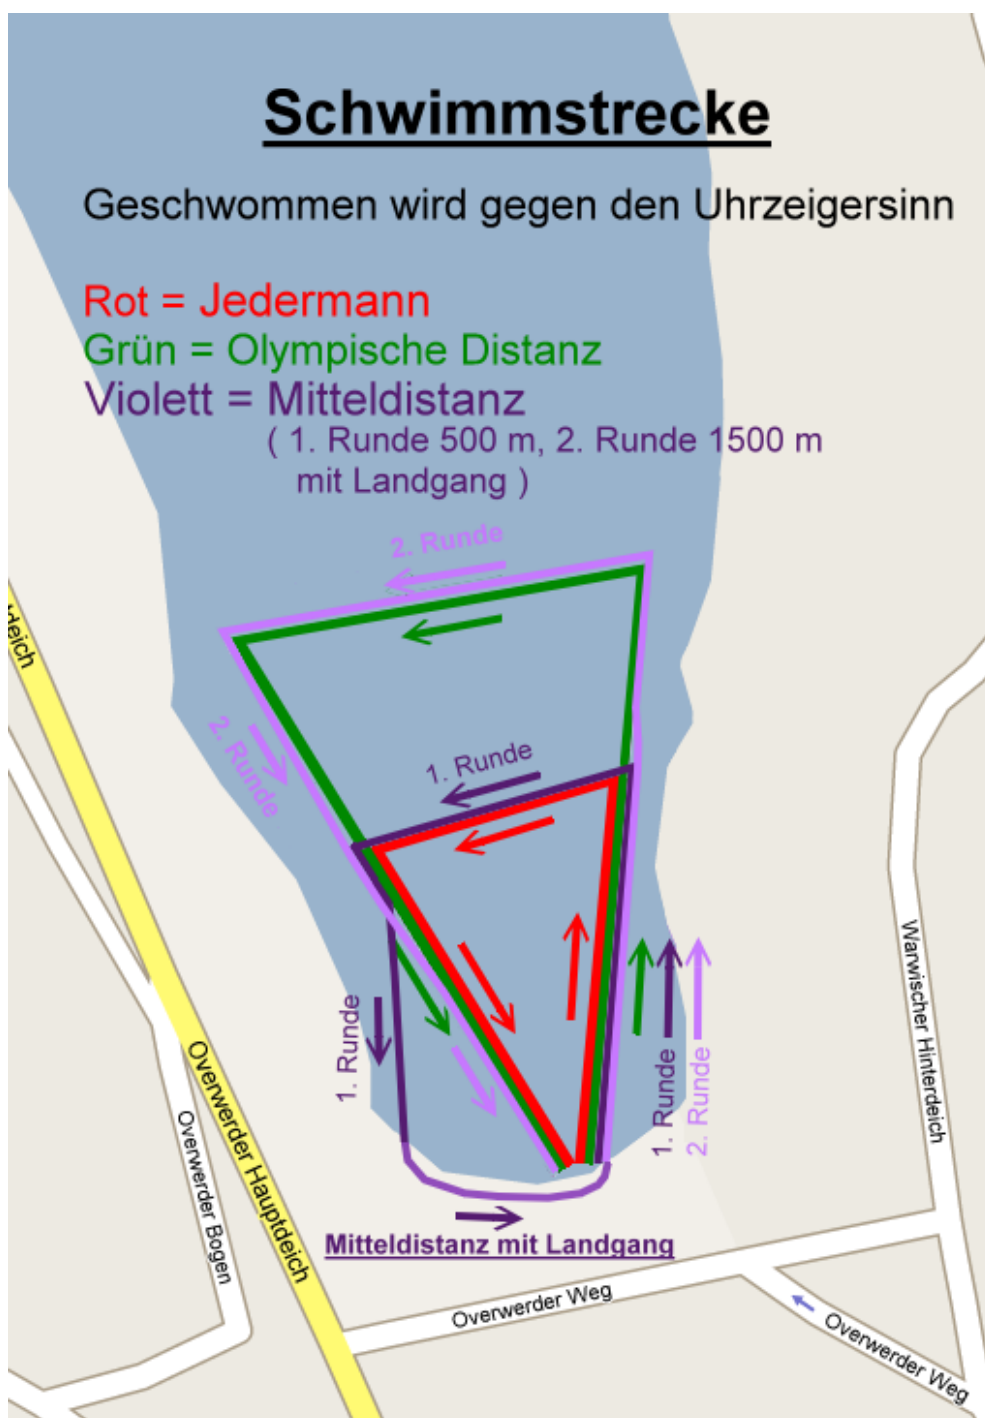 Schwimmstrecke
Geschwommen wird gegen den Uhrzeigersinn
Rot = Jedermann
Grün = Olympische Distanz
Violett = Mitteldistanz
( 1. Runde 500 m, 2. Runde 1500 m
mit Landgang )
2. Runde
2. Runde
1. Runde
1. Runde
1. Runde
2. Runde
Mitteldistanz mit Landgang
deich
Overwerder Hauptdeich
Overwerder Bogen
Warwischer Hinterdeich
Overwerder Weg
Overwerder Weg